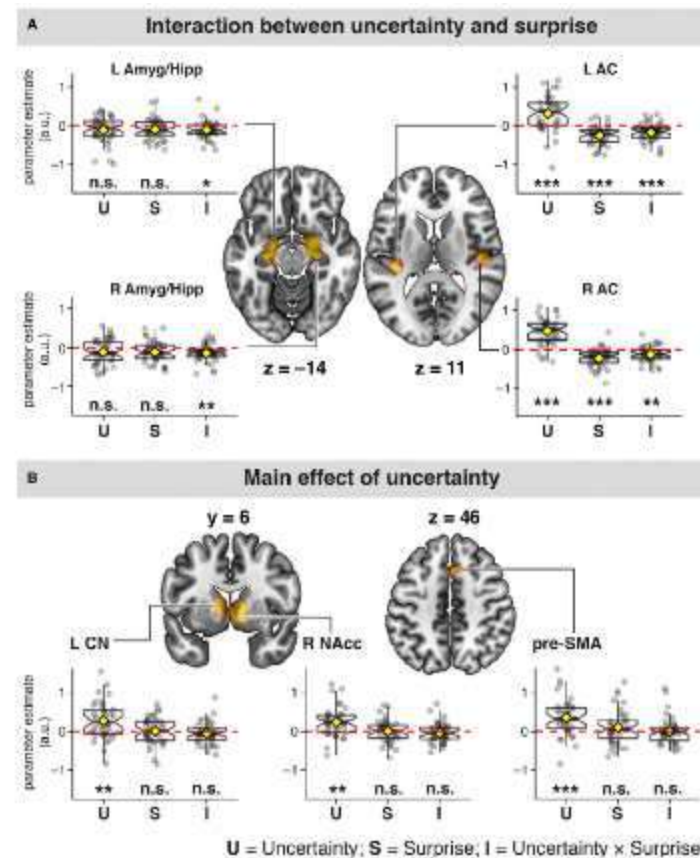 A Interaction between uncertainty and surprise
L Amyg/Hipp
parameter estimate
(a.u.)
1
0
−1
n.s. n.s. *
U S I
L AC
1
0
−1
*** *** ***
U S I
R Amyg/Hipp
parameter estimate
(a.u.)
1
0
−1
n.s. n.s. **
U S I
z = −14
z = 11
R AC
1
0
−1
*** *** **
U S I
B Main effect of uncertainty
y = 6
z = 46
L CN
R NAcc
pre-SMA
parameter estimate
(a.u.)
1
0
−1
** n.s. n.s.
U S I
1
0
−1
** n.s. n.s.
U S I
1
0
−1
*** n.s. n.s.
U S I
U = Uncertainty; S = Surprise; I = Uncertainty × Surprise